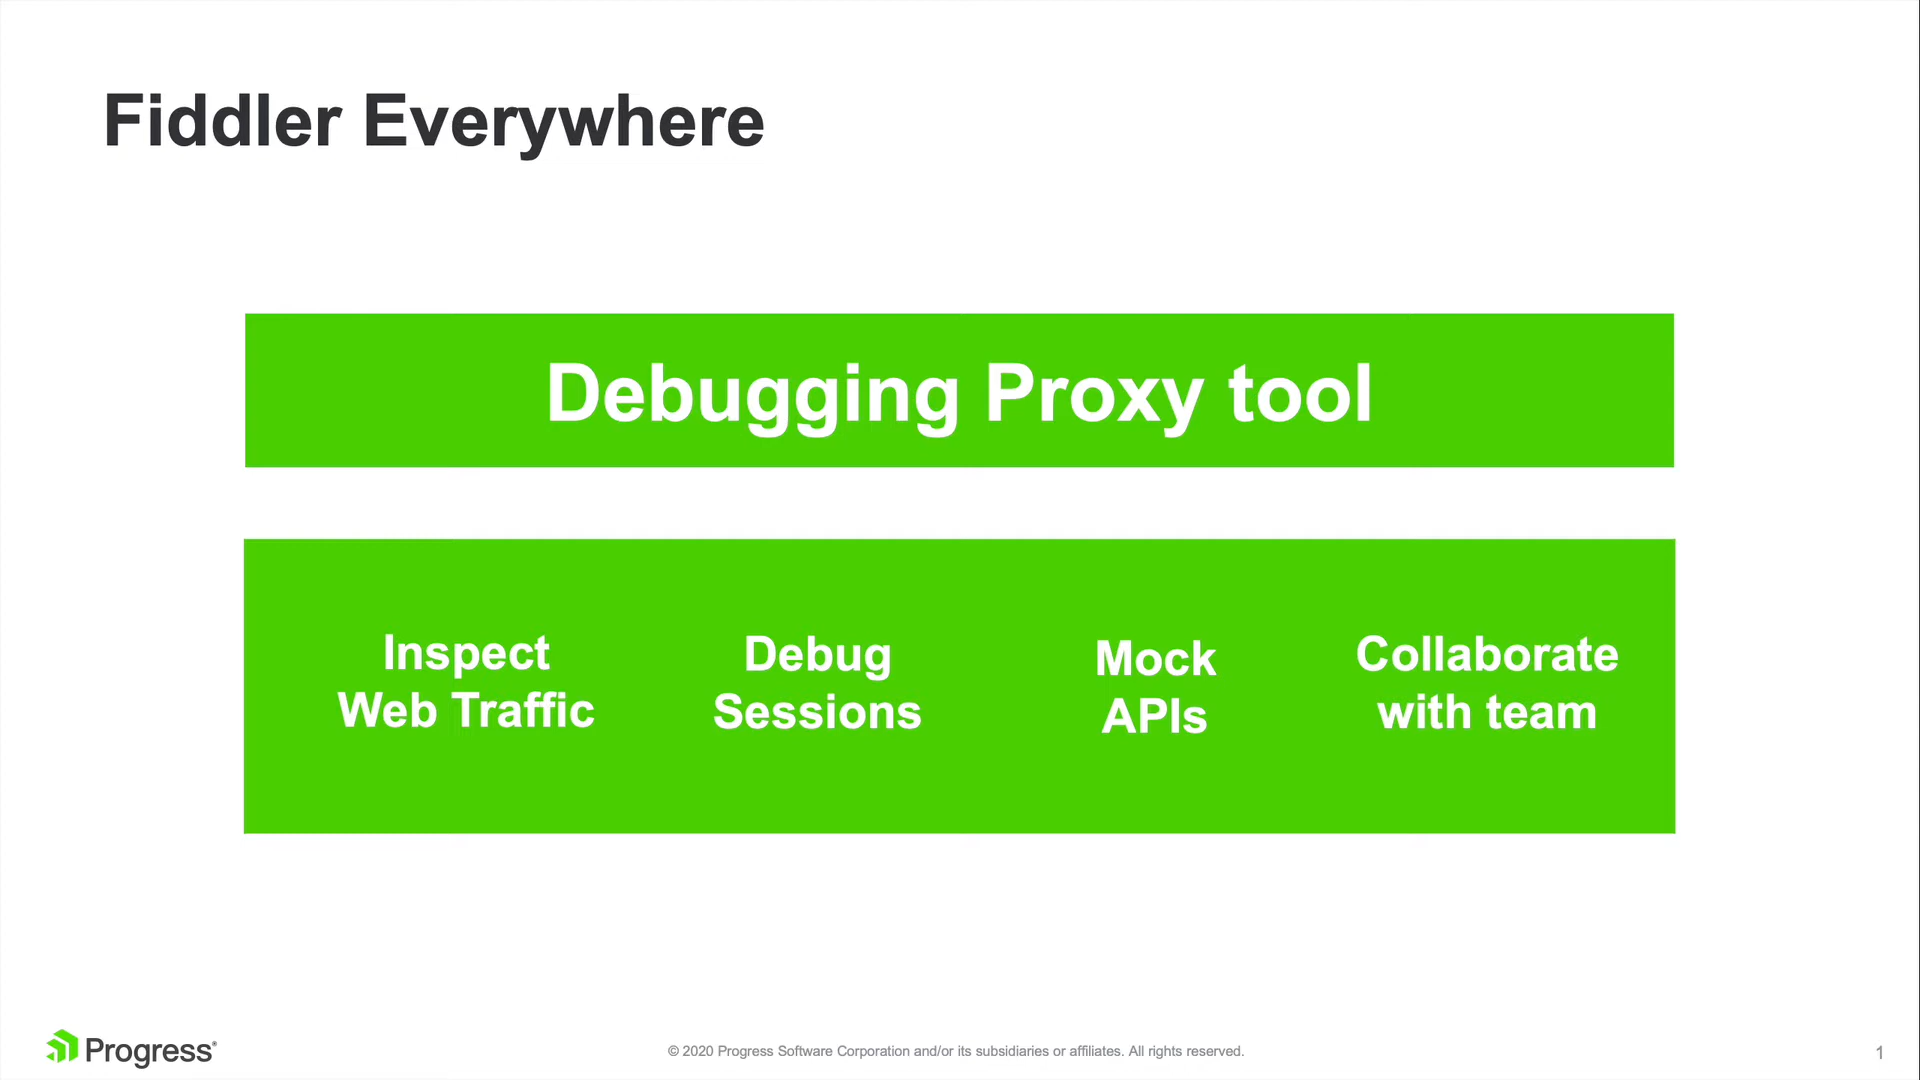 Fiddler Everywhere
Debugging Proxy tool
Inspect
Web Traffic
Debug
Sessions
Mock
APIs
Collaborate
with team
Progress®
© 2020 Progress Software Corporation and/or its subsidiaries or affiliates. All rights reserved.
1